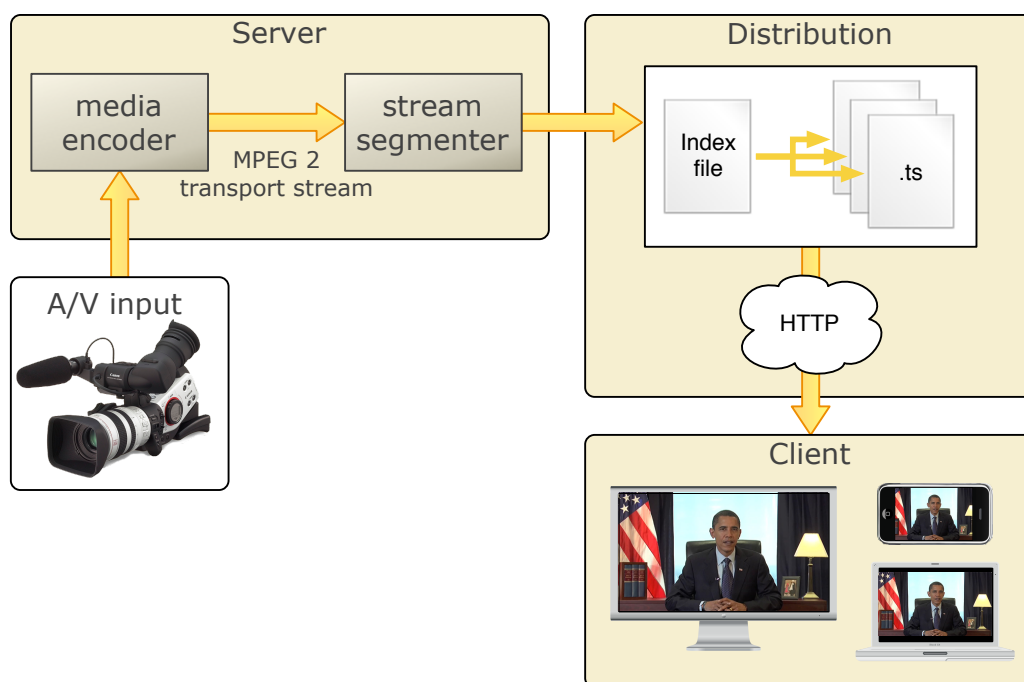 Server
media
encoder
MPEG 2
transport stream
stream
segmenter
A/V input
Distribution
Index
file
.ts
HTTP
Client